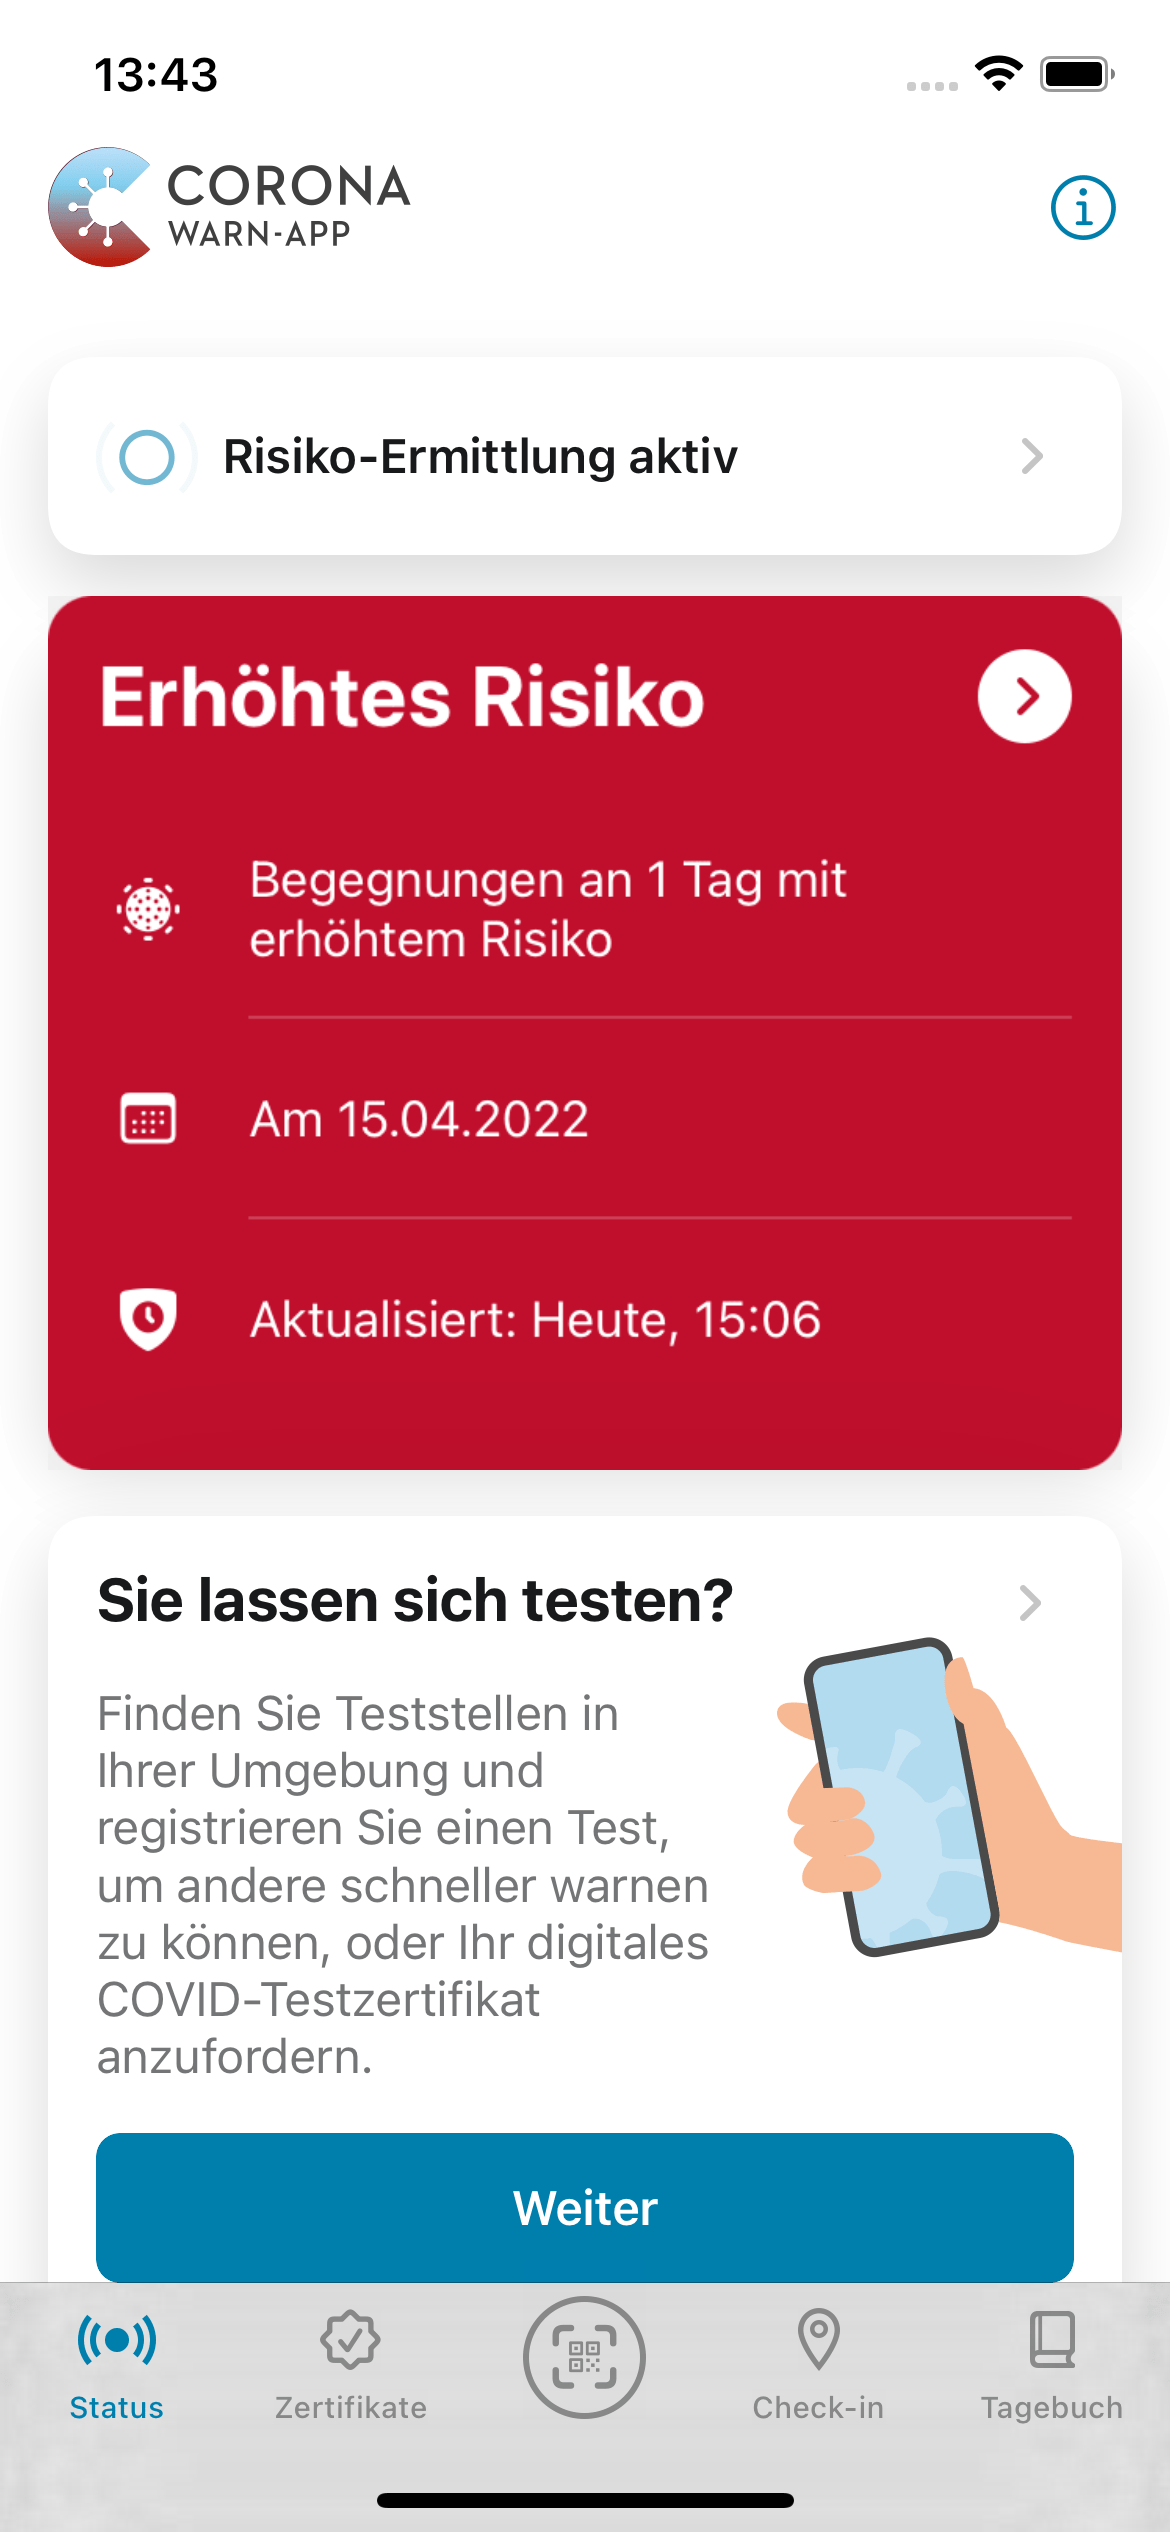 13:43
CORONA
WARN-APP
Risiko-Ermittlung aktiv
Erhöhtes Risiko
Begegnungen an 1 Tag mit
erhöhtem Risiko
Am 15.04.2022
Aktualisiert: Heute, 15:06
Sie lassen sich testen?
Finden Sie Teststellen in
Ihrer Umgebung und
registrieren Sie einen Test,
um andere schneller warnen
zu können, oder Ihr digitales
COVID-Testzertifikat
anzufordern.
Weiter
Status
Zertifikate
Check-in
Tagebuch